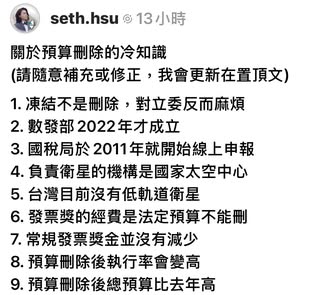 seth.hsu 13小時
關於預算刪除的冷知識
(請隨意補充或修正，我會更新在置頂文)
1. 凍結不是刪除，對立委反而麻煩
2. 數發部2022年才成立
3. 國稅局於2011年就開始線上申報
4. 負責衛星的機構是國家太空中心
5. 台灣目前沒有低軌道衛星
6. 發票獎的經費是法定預算不能刪
7. 常規發票獎金並沒有減少
8. 預算刪除後執行率會變高
9. 預算刪除後總預算比去年高